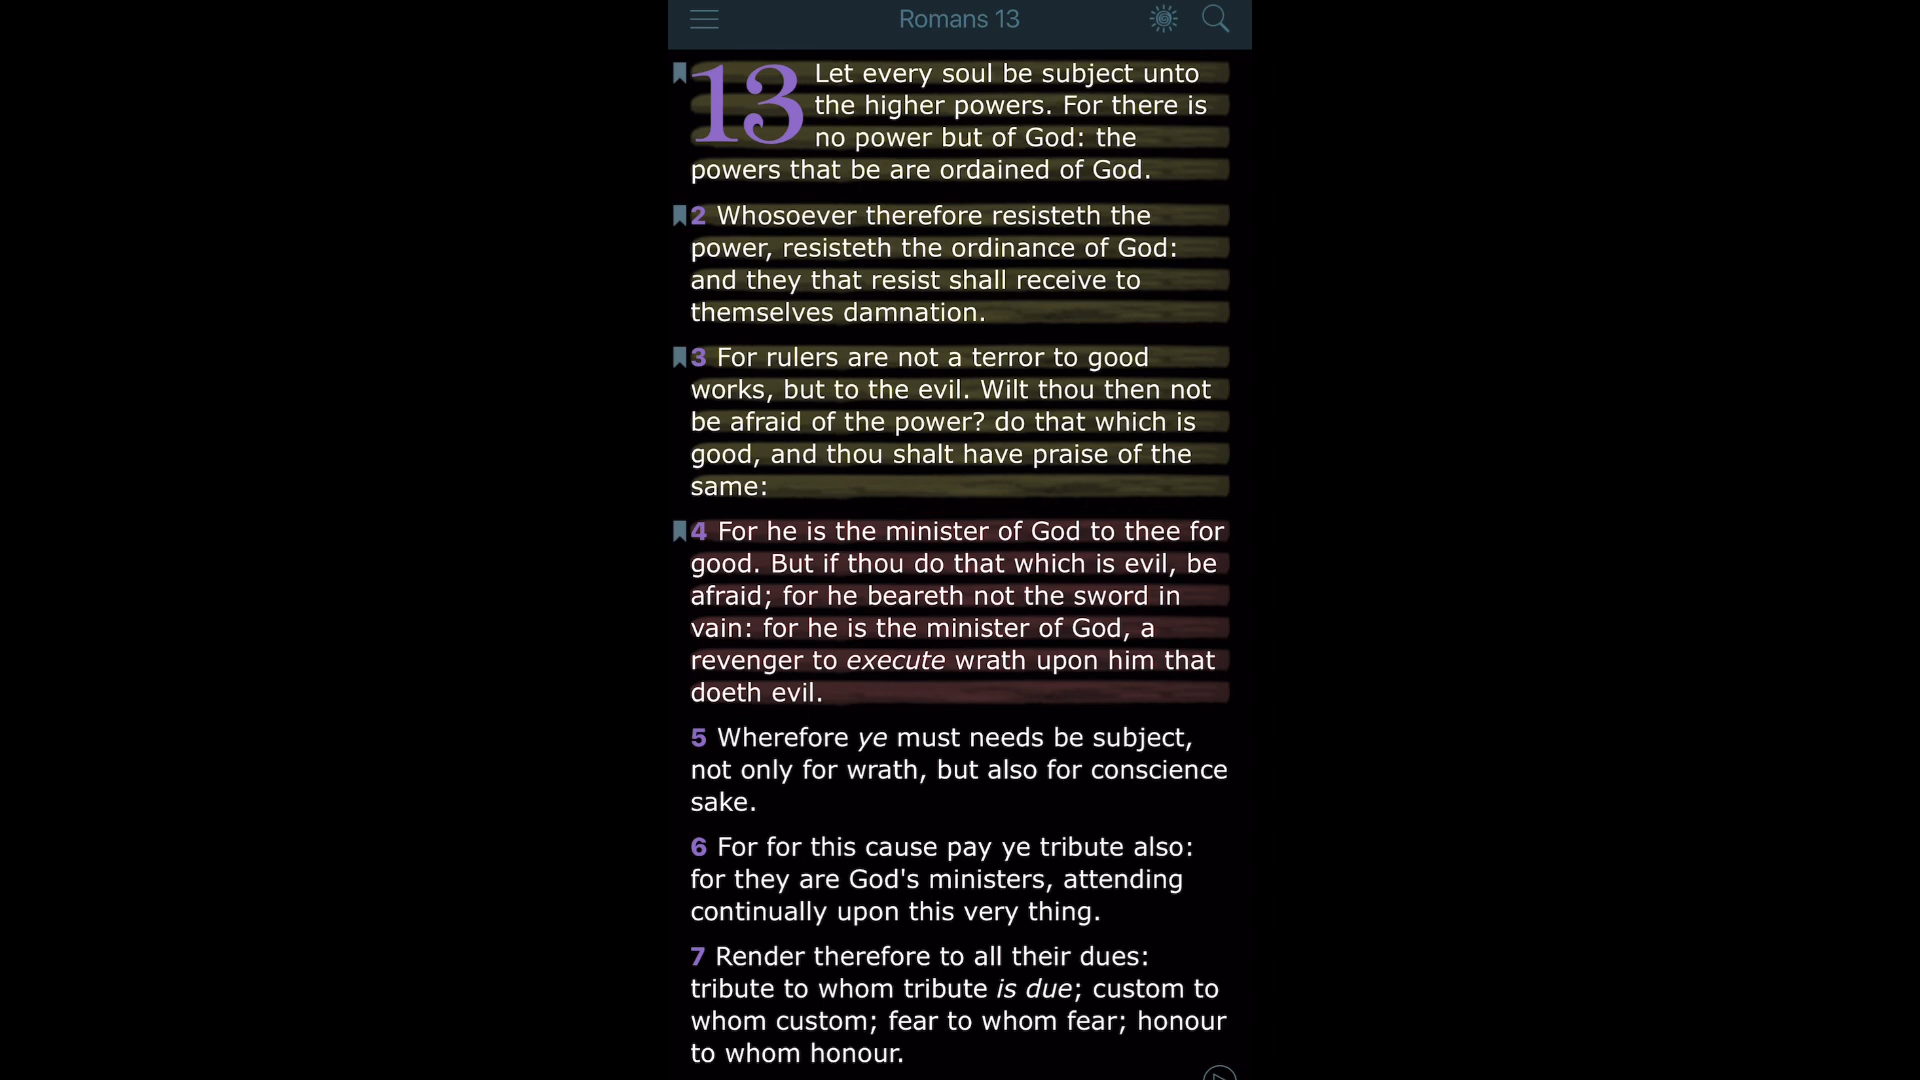 Romans 13
13 Let every soul be subject unto
the higher powers. For there is
no power but of God: the
powers that be are ordained of God.
2 Whosoever therefore resisteth the
power, resisteth the ordinance of God:
and they that resist shall receive to
themselves damnation.
3 For rulers are not a terror to good
works, but to the evil. Wilt thou then not
be afraid of the power? do that which is
good, and thou shalt have praise of the
same:
4 For he is the minister of God to thee for
good. But if thou do that which is evil, be
afraid; for he beareth not the sword in
vain: for he is the minister of God, a
revenger to execute wrath upon him that
doeth evil.
5 Wherefore ye must needs be subject,
not only for wrath, but also for conscience
sake.
6 For for this cause pay ye tribute also:
for they are God's ministers, attending
continually upon this very thing.
7 Render therefore to all their dues:
tribute to whom tribute is due; custom to
whom custom; fear to whom fear; honour
to whom honour.